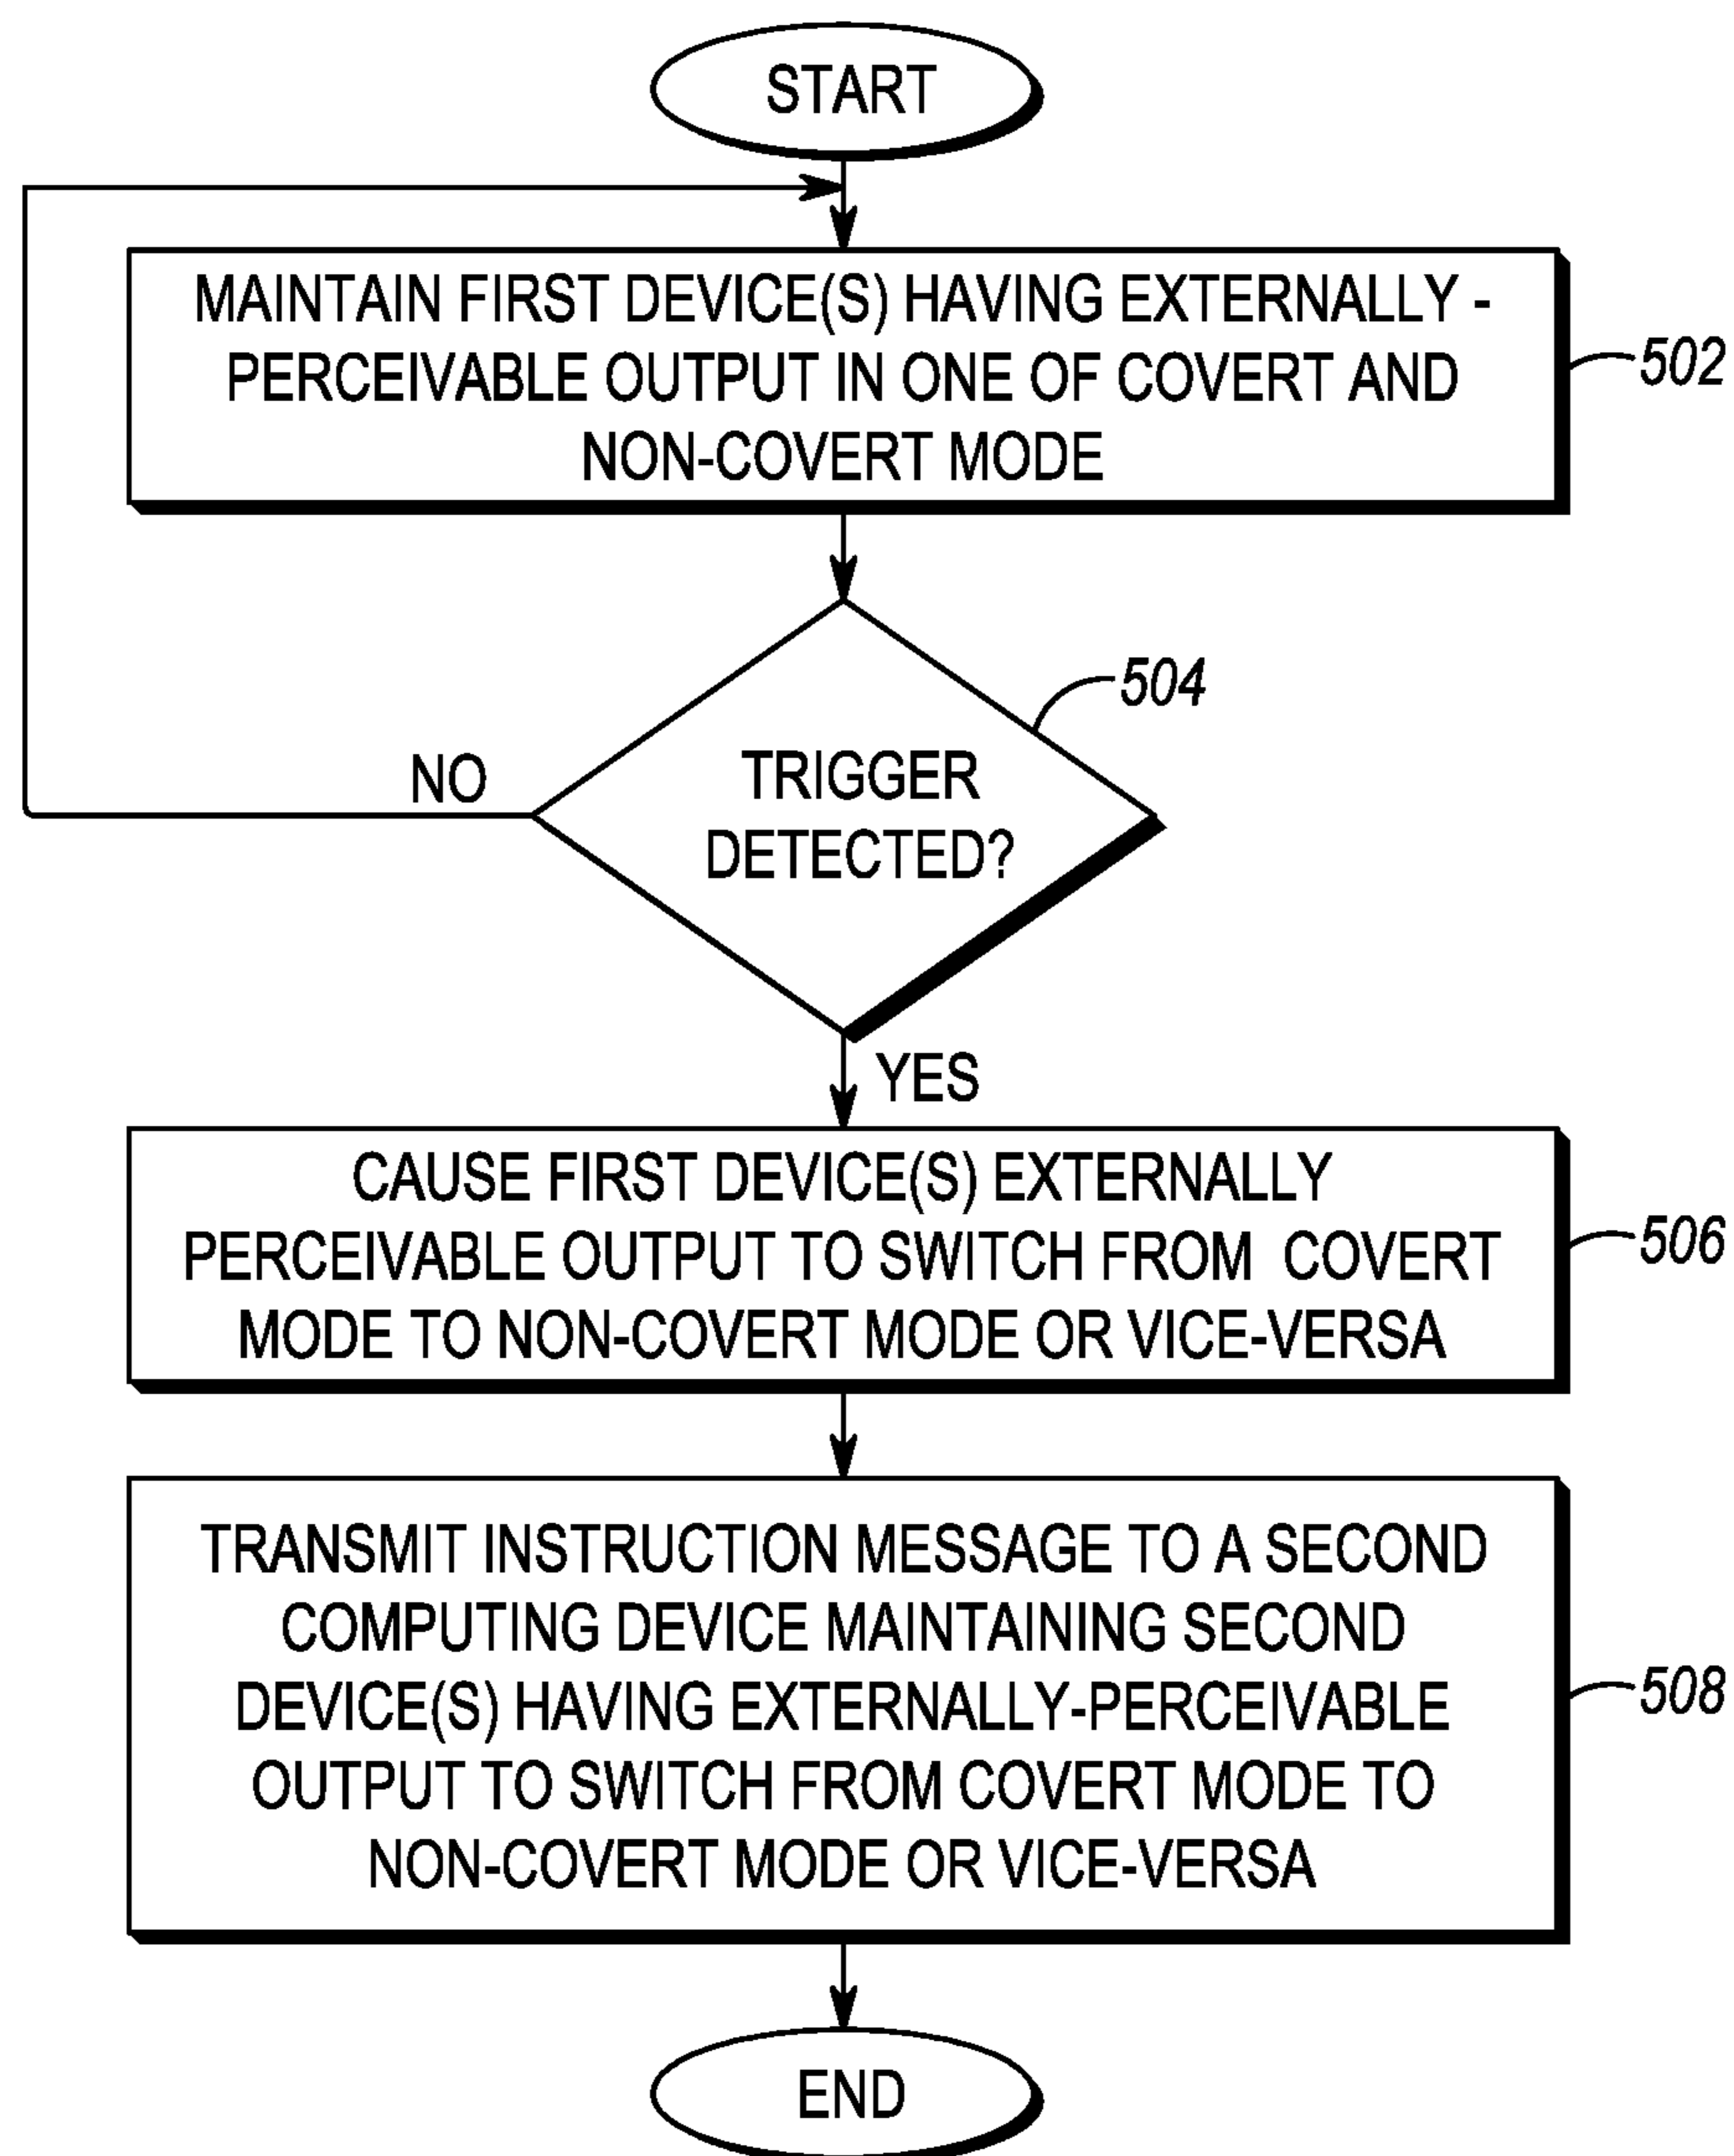 START
MAINTAIN FIRST DEVICE(S) HAVING EXTERNALLY -
PERCEIVABLE OUTPUT IN ONE OF COVERT AND
NON-COVERT MODE
502
504
TRIGGER
DETECTED?
NO
YES
CAUSE FIRST DEVICE(S) EXTERNALLY
PERCEIVABLE OUTPUT TO SWITCH FROM COVERT
MODE TO NON-COVERT MODE OR VICE-VERSA
506
TRANSMIT INSTRUCTION MESSAGE TO A SECOND
COMPUTING DEVICE MAINTAINING SECOND
DEVICE(S) HAVING EXTERNALLY-PERCEIVABLE
OUTPUT TO SWITCH FROM COVERT MODE TO
NON-COVERT MODE OR VICE-VERSA
508
END